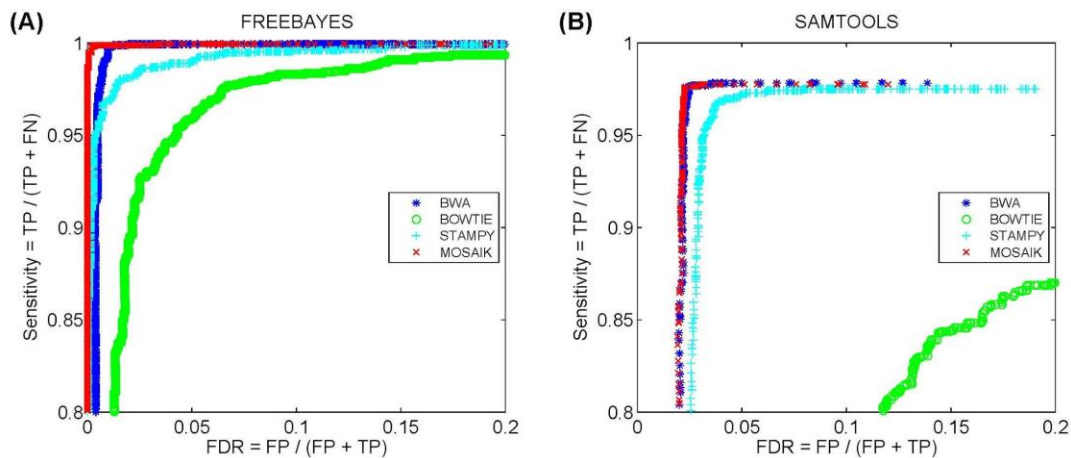 (A)
FREEBAYES
1
0.95
0.9
0.85
0.8
Sensitivity = TP / (TP + FN)
BWA
BOWTIE
STAMPY
MOSAIK
0
0.05
0.1
0.15
0.2
FDR = FP / (FP + TP)
(B)
SAMTOOLS
1
0.95
0.9
0.85
0.8
Sensitivity = TP / (TP + FN)
BWA
BOWTIE
STAMPY
MOSAIK
0
0.05
0.1
0.15
0.2
FDR = FP / (FP + TP)